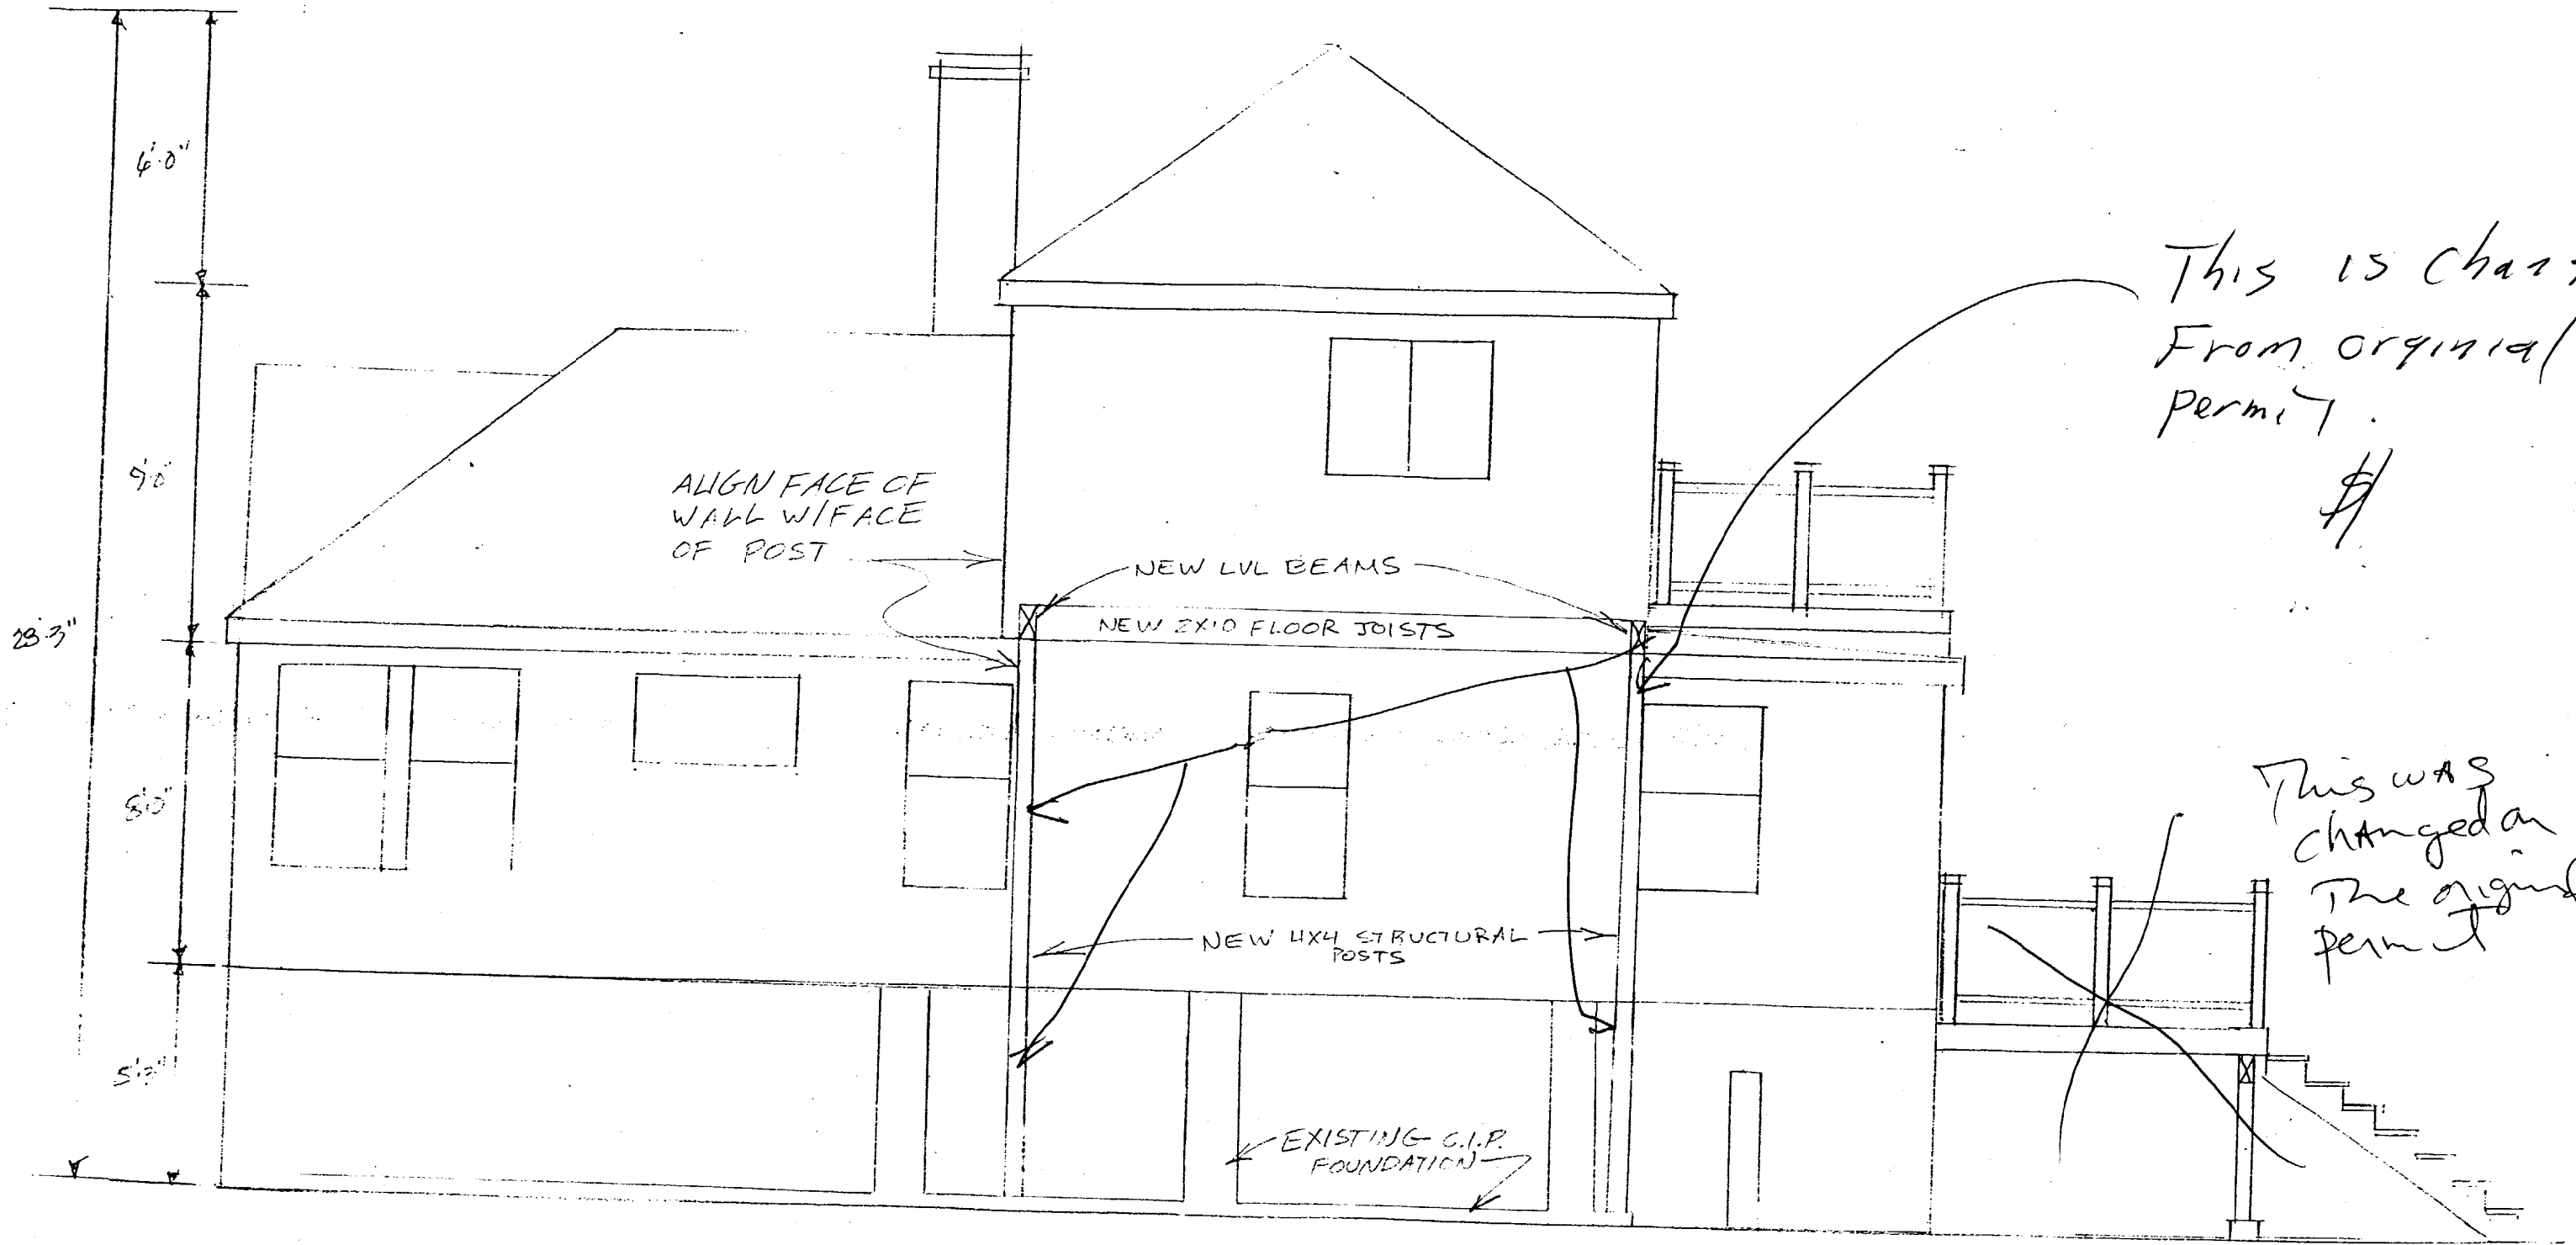 6'-0"
9'-0"
28'-3"
8'-0"
5'-3"
ALIGN FACE OF
WALL W/FACE
OF POST
NEW LVL BEAMS
NEW 2X10 FLOOR JOISTS
NEW 4X4 STRUCTURAL
POSTS
EXISTING C.I.P.
FOUNDATION
This is
From orginial
permit.
$
This was
changed on
The
permit